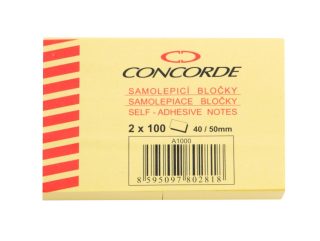 CONCORDE
SAMOLEPICÍ BLOČKY
SAMOLEPIACE BLOČKY
SELF-ADHESIVE NOTES
2 x 100 40 / 50mm
A1000
8 595097 802818